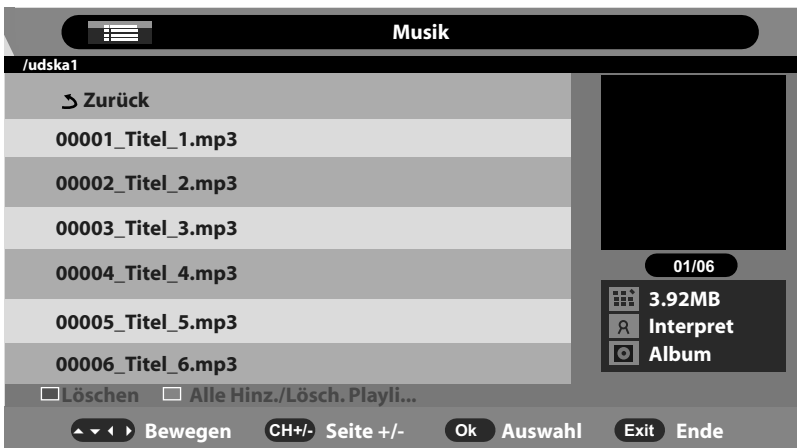 Musik
/udska1
Zurück
00001_Titel_1.mp3
00002_Titel_2.mp3
00003_Titel_3.mp3
00004_Titel_4.mp3
00005_Titel_5.mp3
00006_Titel_6.mp3
01/06
3.92MB
Interpret
Album
Löschen Alle Hinz./Lösch. Playli...
Bewegen CH+/- Seite +/- Ok Auswahl Exit Ende